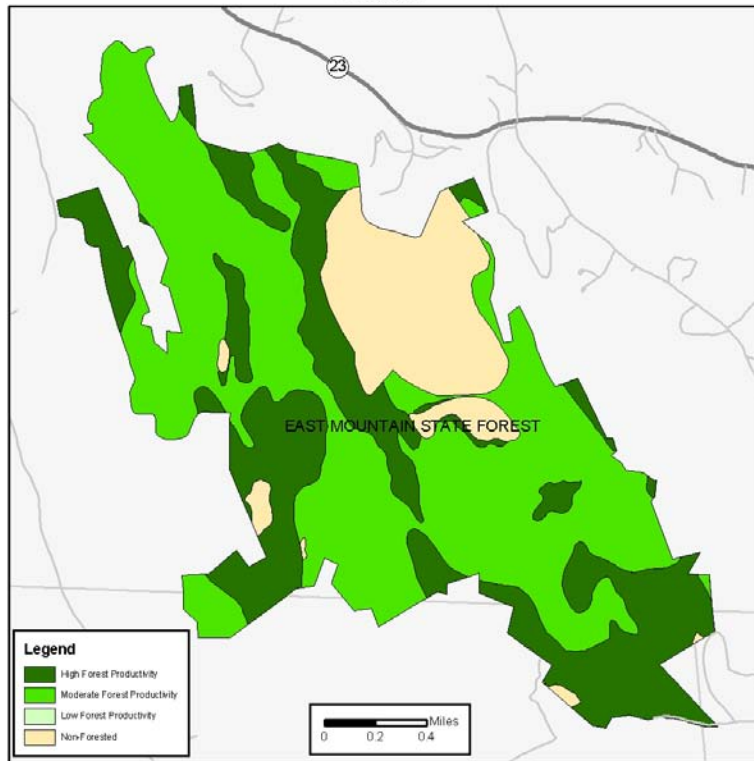 23
EAST MOUNTAIN STATE FOREST
Legend
High Forest Productivity
Moderate Forest Productivity
Low Forest Productivity
Non-Forested
Miles
0 0.2 0.4